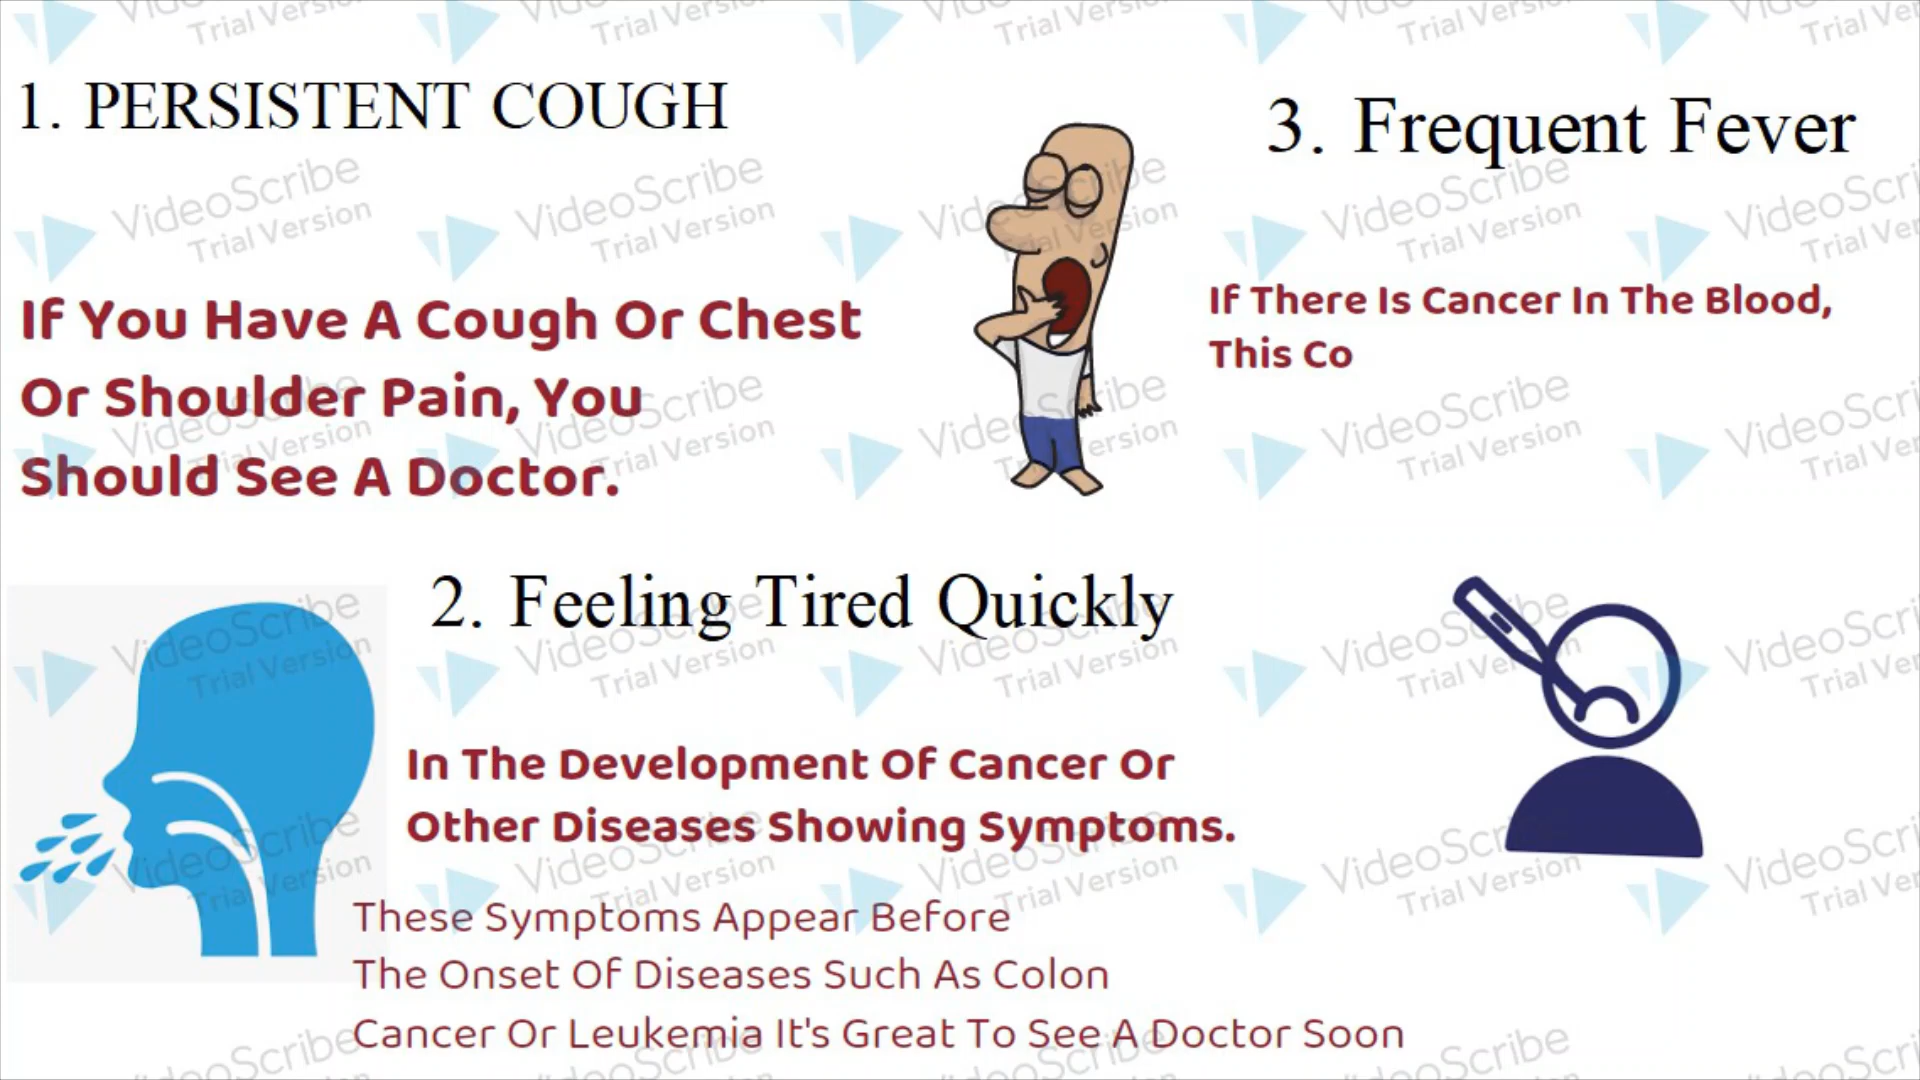 1. PERSISTENT COUGH
If You Have A Cough Or Chest
Or Shoulder Pain, You
Should See A Doctor.
2. Feeling Tired Quickly
In The Development Of Cancer Or
Other Diseases Showing Symptoms.
These Symptoms Appear Before
The Onset Of Diseases Such As Colon
Cancer Or Leukemia It's Great To See A Doctor Soon
3. Frequent Fever
If There Is Cancer In The Blood,
This Co
VideoScribe
Trial Version